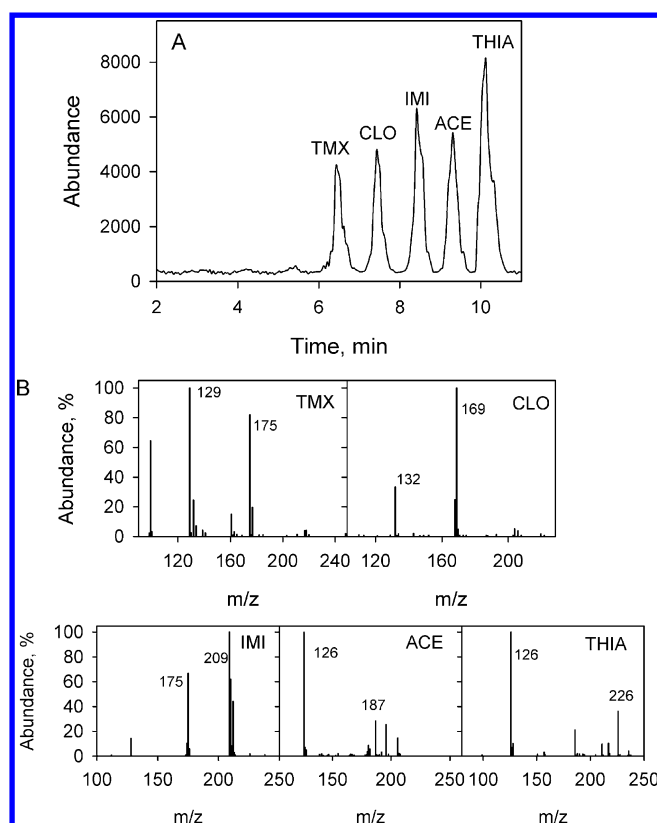 A
THIA
8000
IMI
ACE
6000
CLO
TMX
4000
2000
0
Abundance
2 4 6 8 10
Time, min
B
100 129 TMX 169 CLO
80 175
60
40 132
20
0
Abundance, %
120 160 200 240 120 160 200
m/z m/z
100 IMI ACE THIA
209 126 126
80
175
60
187 226
40
20
0
Abundance, %
100 150 200 250 150 200 250 100 150 200 250
m/z m/z m/z